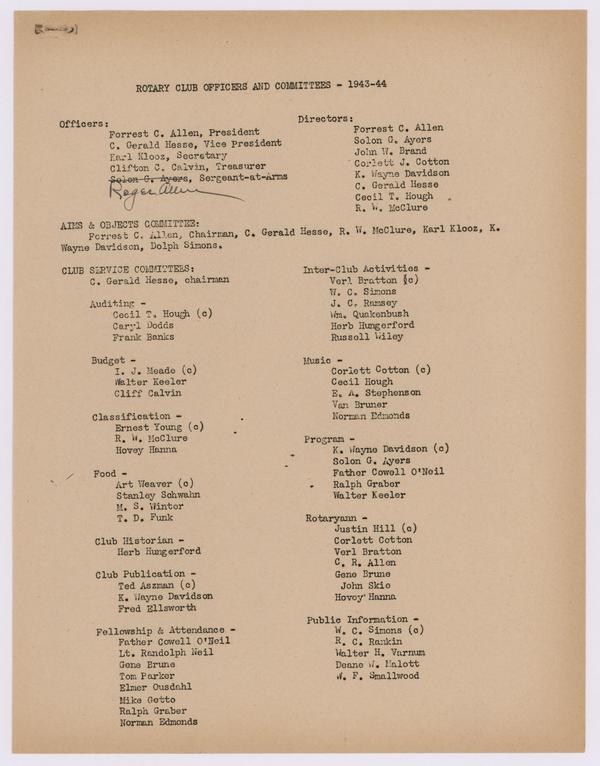 ROTARY CLUB OFFICERS AND COMMITTEES - 1943-44
Officers:
Forrest C. Allen, President
C. Gerald Hesse, Vice President
Karl Klooz, Secretary
Clifton C. Calvin, Treasurer
Solon G. Ayers, Sergeant-at-Arms
Roger Allen
Directors:
Forrest C. Allen
Solon G. Ayers
John W. Brand
Corlett J. Cotton
K. Wayne Davidson
C. Gerald Hesse
Cecil T. Hough
R. W. McClure
AIMS & OBJECTS COMMITTEE:
Forrest C. Allen, Chairman, C. Gerald Hesse, R. W. McClure, Karl Klooz, K.
Wayne Davidson, Dolph Simons.
CLUB SERVICE COMMITTEES:
C. Gerald Hesse, chairman
Auditing -
Cecil T. Hough (c)
Caryl Dodds
Frank Banks
Budget -
I. J. Meade (c)
Walter Keeler
Cliff Calvin
Classification -
Ernest Young (c)
R. W. McClure
Hovey Hanna
Food -
Art Weaver (c)
Stanley Schwahn
M. S. Winter
T. D. Funk
Club Historian -
Herb Hungerford
Club Publication -
Ted Aszman (c)
K. Wayne Davidson
Fred Ellsworth
Fellowship & Attendance -
Father Cowell O'Neil
Lt. Randolph Neil
Gene Brune
Tom Parker
Elmer Ousdahl
Mike Getto
Ralph Graber
Norman Edmonds
Inter-Club Activities -
Verl Bratton (c)
W. C. Simons
J. C. Ramsey
Wm. Quakenbush
Herb Hungerford
Russell Wiley
Music -
Corlett Cotton (c)
Cecil Hough
E. A. Stephenson
Van Bruner
Norman Edmonds
Program -
K. Wayne Davidson (c)
Solon G. Ayers
Father Cowell O'Neil
Ralph Graber
Walter Keeler
Rotaryann -
Justin Hill (c)
Corlett Cotton
Verl Bratton
C. R. Allen
Gene Brune
John Skie
Hovey Hanna
Public Information -
W. C. Simons (c)
R. C. Rankin
Walter H. Varnum
Deane W. Malott
W. F. Smallwood